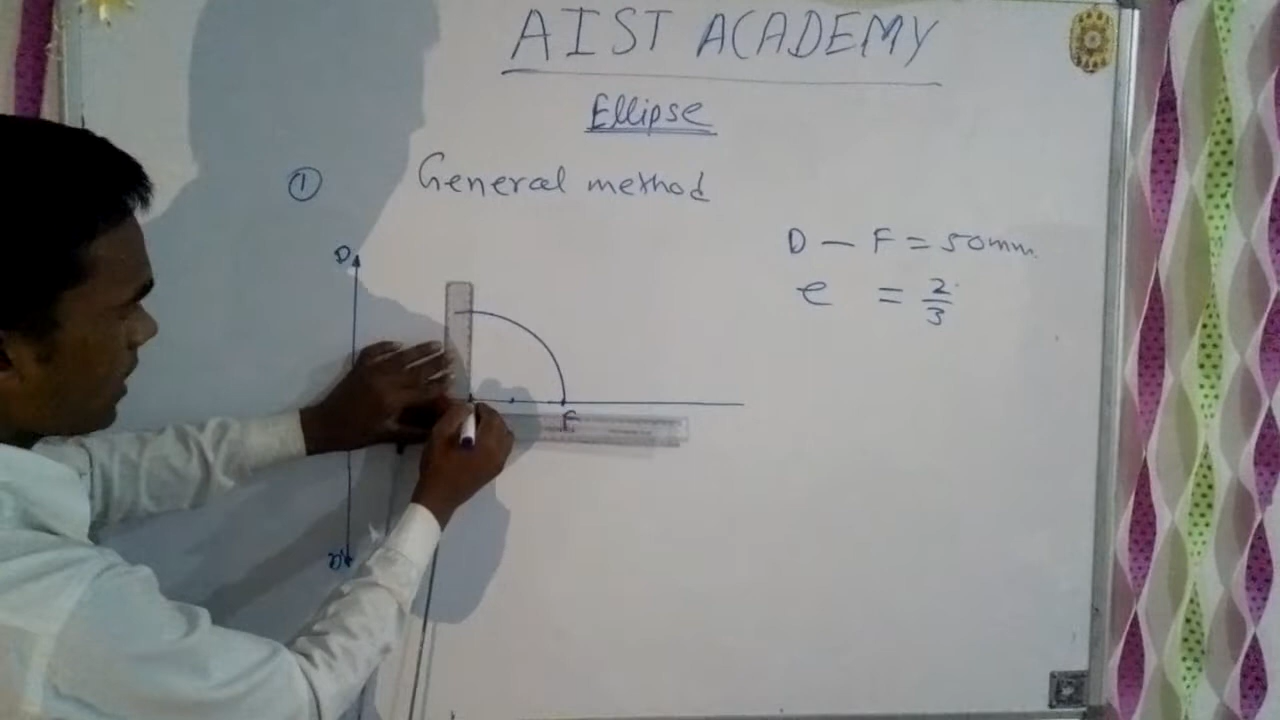 AIST ACADEMY
Ellipse
① General method
D — F = 50mm.
e = 2/3
D
F